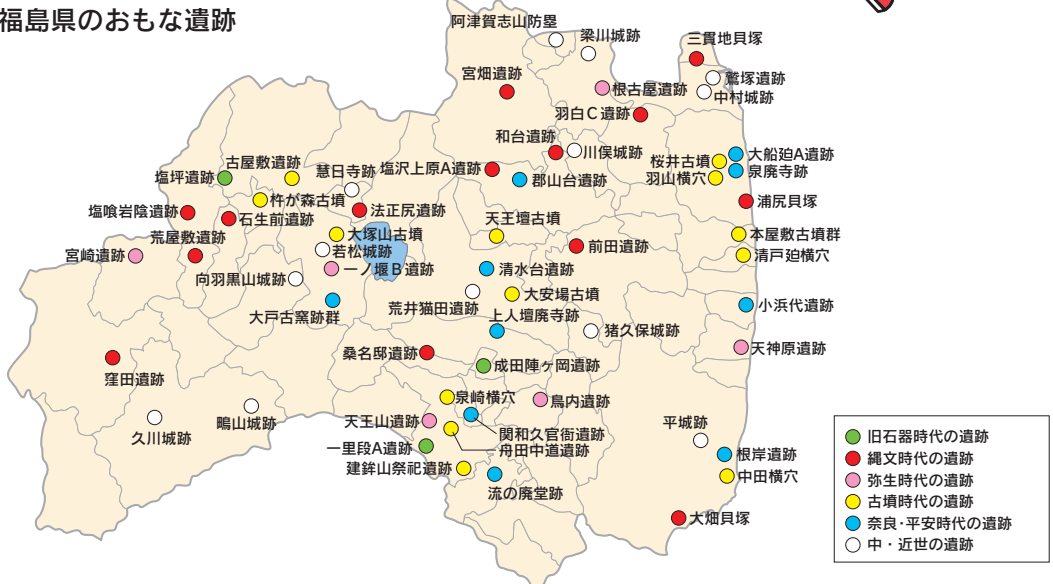 福島県のおもな遺跡
阿津賀志山防塁
梁川城跡
三貫地貝塚
宮畑遺跡
根古屋遺跡
鷲塚遺跡
中村城跡
羽白C遺跡
和台遺跡
川俣城跡
古屋敷遺跡
慧日寺跡
塩沢上原A遺跡
桜井古墳
大船廹A遺跡
塩坪遺跡
郡山台遺跡
羽山横穴
泉廃寺跡
杵が森古墳
浦尻貝塚
塩喰岩陰遺跡
石生前遺跡
法正尻遺跡
天王壇古墳
荒屋敷遺跡
大塚山古墳
本屋敷古墳群
宮崎遺跡
若松城跡
前田遺跡
清戸廹横穴
一ノ堰B遺跡
清水台遺跡
向羽黒山城跡
大安場古墳
荒井猫田遺跡
小浜代遺跡
大戸古窯跡群
上人壇廃寺跡
猪久保城跡
桑名邸遺跡
天神原遺跡
成田陣ヶ岡遺跡
窪田遺跡
泉崎横穴
鳥内遺跡
鴫山城跡
天王山遺跡
平城跡
久川城跡
関和久官衙遺跡
一里段A遺跡
舟田中道遺跡
根岸遺跡
建鉾山祭祀遺跡
中田横穴
流の廃堂跡
大畑貝塚
旧石器時代の遺跡
縄文時代の遺跡
弥生時代の遺跡
古墳時代の遺跡
奈良・平安時代の遺跡
中・近世の遺跡